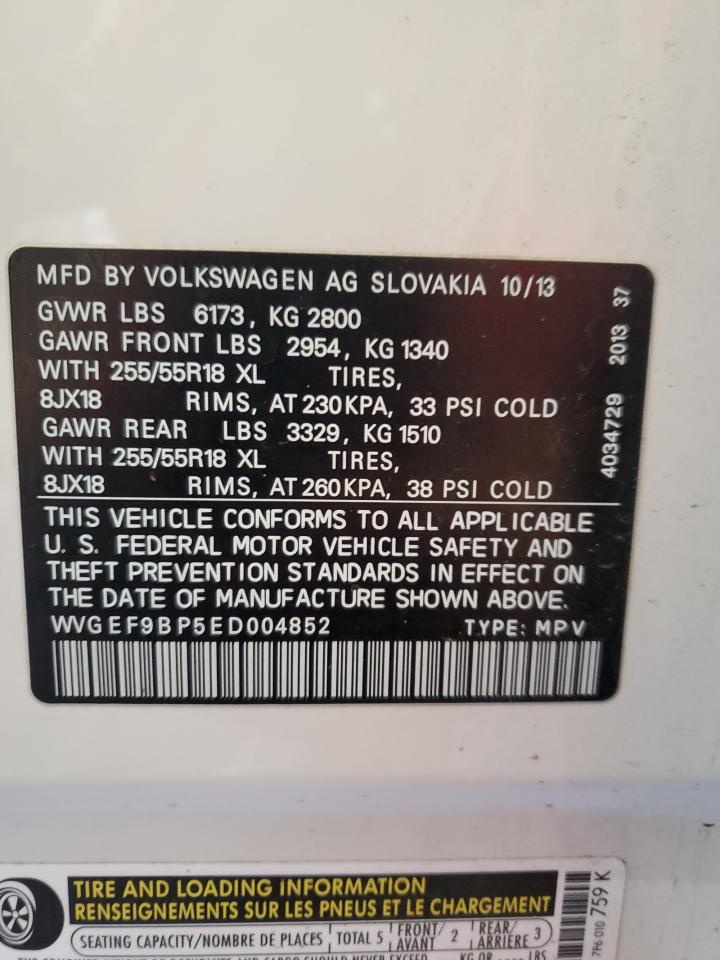 MFD BY VOLKSWAGEN AG SLOVAKIA 10/13
GVWR LBS 6173, KG 2800
GAWR FRONT LBS 2954, KG 1340
WITH 255/55R18 XL TIRES,
8JX18 RIMS, AT 230KPA, 33 PSI COLD
GAWR REAR LBS 3329, KG 1510
WITH 255/55R18 XL TIRES,
8JX18 RIMS, AT 260KPA, 38 PSI COLD
4034729 2013 37
THIS VEHICLE CONFORMS TO ALL APPLICABLE
U. S. FEDERAL MOTOR VEHICLE SAFETY AND
THEFT PREVENTION STANDARDS IN EFFECT ON
THE DATE OF MANUFACTURE SHOWN ABOVE.
WVGEF9BP5ED004852 TYPE: MPV
TIRE AND LOADING INFORMATION
RENSEIGNEMENTS SUR LES PNEUS ET LE CHARGEMENT
SEATING CAPACITY/NOMBRE DE PLACES TOTAL 5 FRONT/AVANT 2 REAR/ARRIÈRE 3
7P6 010 759 K
KG OR LBS